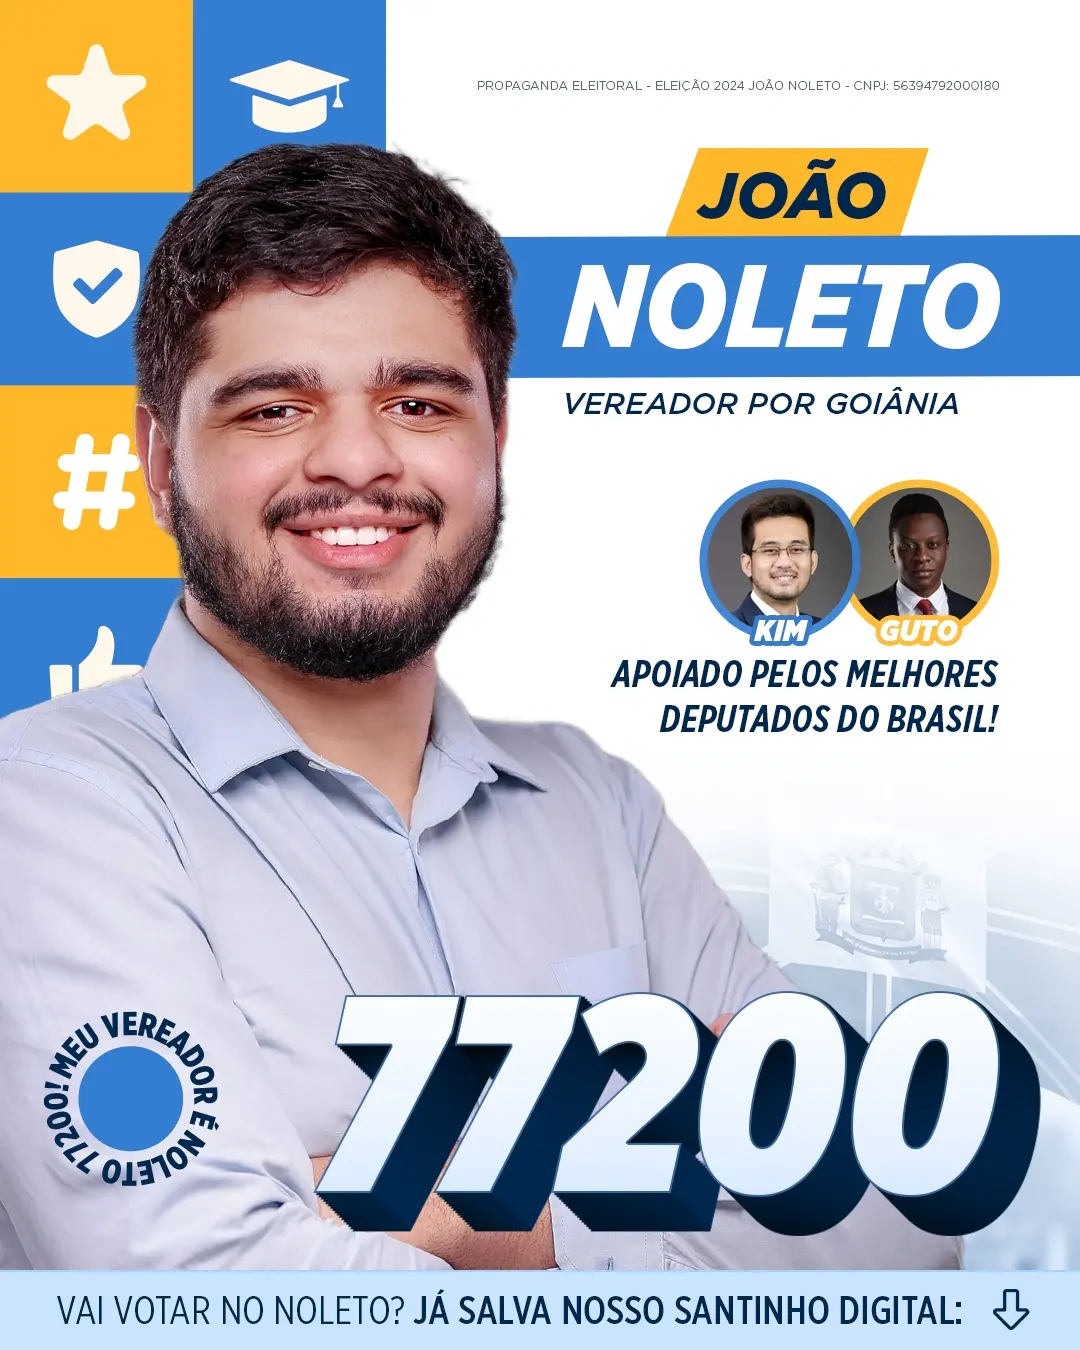 PROPAGANDA ELEITORAL - ELEIÇÃO 2024 JOÃO NOLETO - CNPJ: 56394792000180
JOÃO
NOLETO
VEREADOR POR GOIÂNIA
KIM
GUTO
APOIADO PELOS MELHORES
DEPUTADOS DO BRASIL!
MEU VEREADOR É NOLETO 77200!
77200
VAI VOTAR NO NOLETO? JÁ SALVA NOSSO SANTINHO DIGITAL: